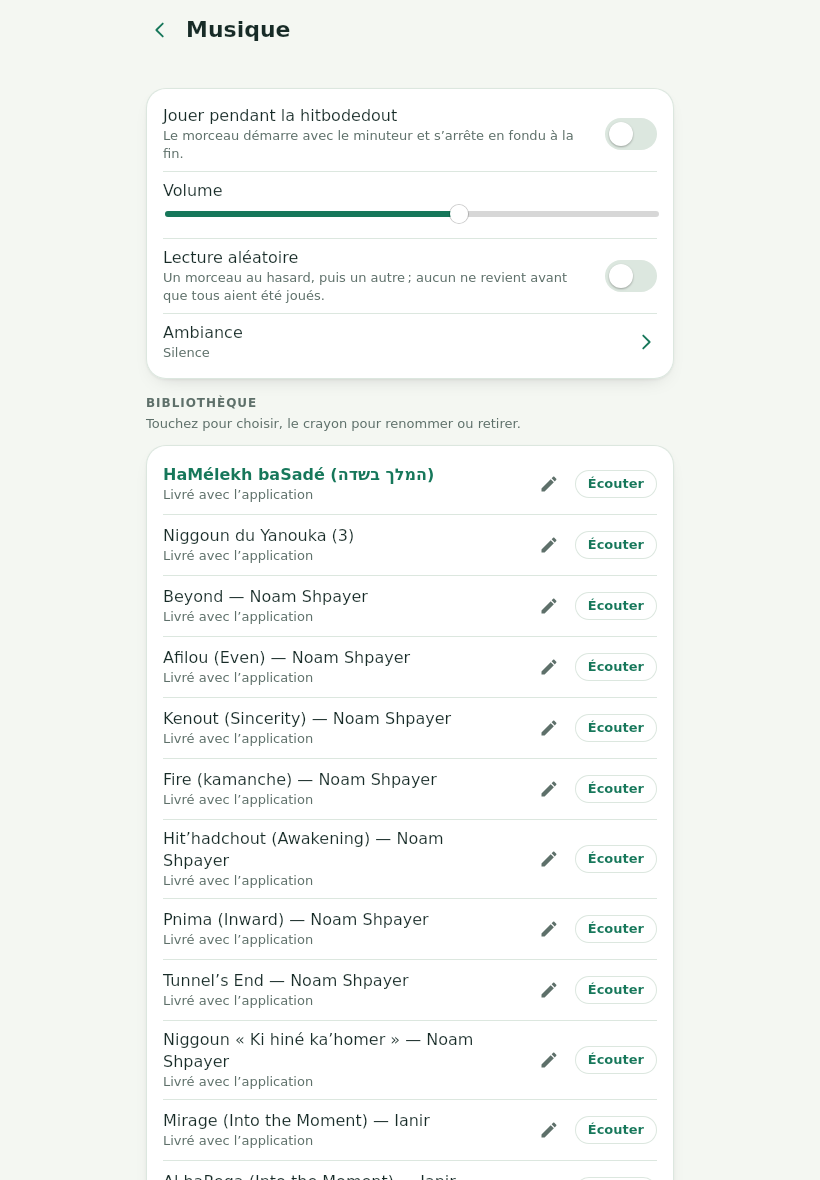 Musique
Jouer pendant la hitbodedout
Le morceau démarre avec le minuteur et s’arrête en fondu à la
fin.
Volume
Lecture aléatoire
Un morceau au hasard, puis un autre ; aucun ne revient avant
que tous aient été joués.
Ambiance
Silence
BIBLIOTHÈQUE
Touchez pour choisir, le crayon pour renommer ou retirer.
HaMélekh baSadé (המלך בשדה)
Livré avec l’application
Écouter
Niggoun du Yanouka (3)
Livré avec l’application
Écouter
Beyond — Noam Shpayer
Livré avec l’application
Écouter
Afilou (Even) — Noam Shpayer
Livré avec l’application
Écouter
Kenout (Sincerity) — Noam Shpayer
Livré avec l’application
Écouter
Fire (kamanche) — Noam Shpayer
Livré avec l’application
Écouter
Hit’hadchout (Awakening) — Noam
Shpayer
Livré avec l’application
Écouter
Pnima (Inward) — Noam Shpayer
Livré avec l’application
Écouter
Tunnel’s End — Noam Shpayer
Livré avec l’application
Écouter
Niggoun « Ki hiné ka’homer » — Noam
Shpayer
Livré avec l’application
Écouter
Mirage (Into the Moment) — Ianir
Livré avec l’application
Écouter
(Into the Moment) — Ianir